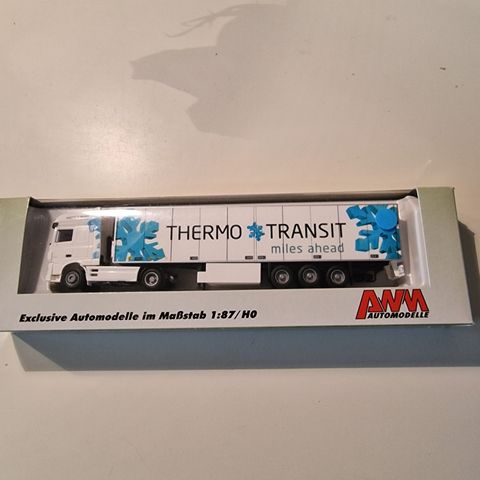 THERMO TRANSIT
miles ahead
Exclusive Automodelle im Maßstab 1:87/H0
AWM
AUTOMODELLE